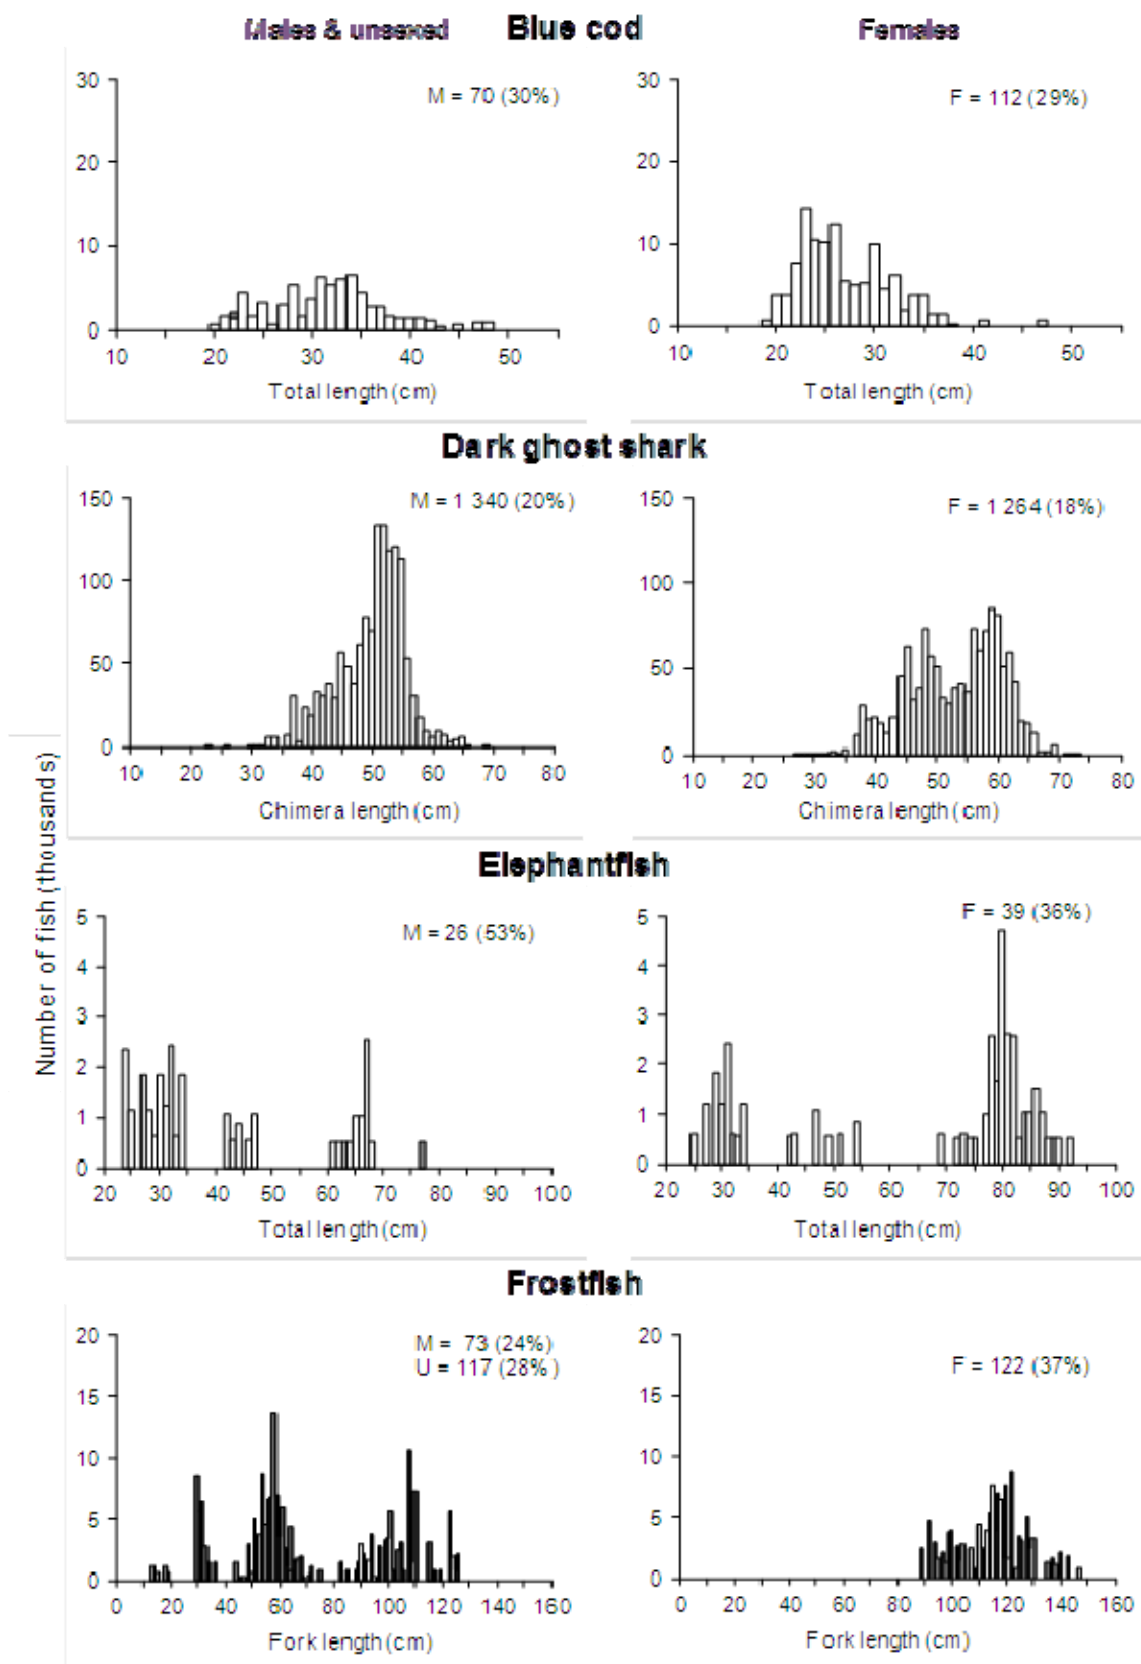 Males & unsexed Blue cod Females
30 M = 70 (30%) 30 F = 112 (29%)
20 20
10 10
0 0
10 20 30 40 50 10 20 30 40 50
Total length (cm) Total length (cm)
Dark ghost shark
150 M = 1 340 (20%) 150 F = 1 264 (18%)
100 100
50 50
0 0
10 20 30 40 50 60 70 80 10 20 30 40 50 60 70 80
Chimera length (cm) Chimera length (cm)
Number of fish (thousands)
Elephantfish
5 M = 26 (53%) 5 F = 39 (36%)
4 4
3 3
2 2
1 1
0 0
20 30 40 50 60 70 80 90 100 20 30 40 50 60 70 80 90 100
Total length (cm) Total length (cm)
Frostfish
20 M = 73 (24%) 20
U = 117 (28%) F = 122 (37%)
15 15
10 10
5 5
0 0
0 20 40 60 80 100 120 140 160 0 20 40 60 80 100 120 140 160
Fork length (cm) Fork length (cm)